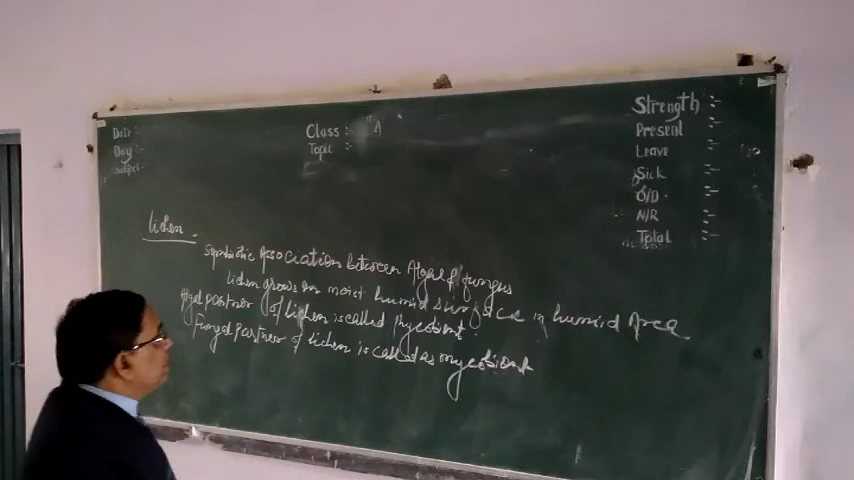 Date :-
Day :-
Subject :-
Class :- "A"
Topic :-
Strength :-
Present :-
Leave :-
Sick :-
O/D :-
N/R :-
Total :-
lichen -
Symbiotic Association between Algae & fungus
lichen grows on moist humid surface in humid Area
Algal partner of lichen is called phycobiont.
Fungal partner of lichen is called as mycobiont